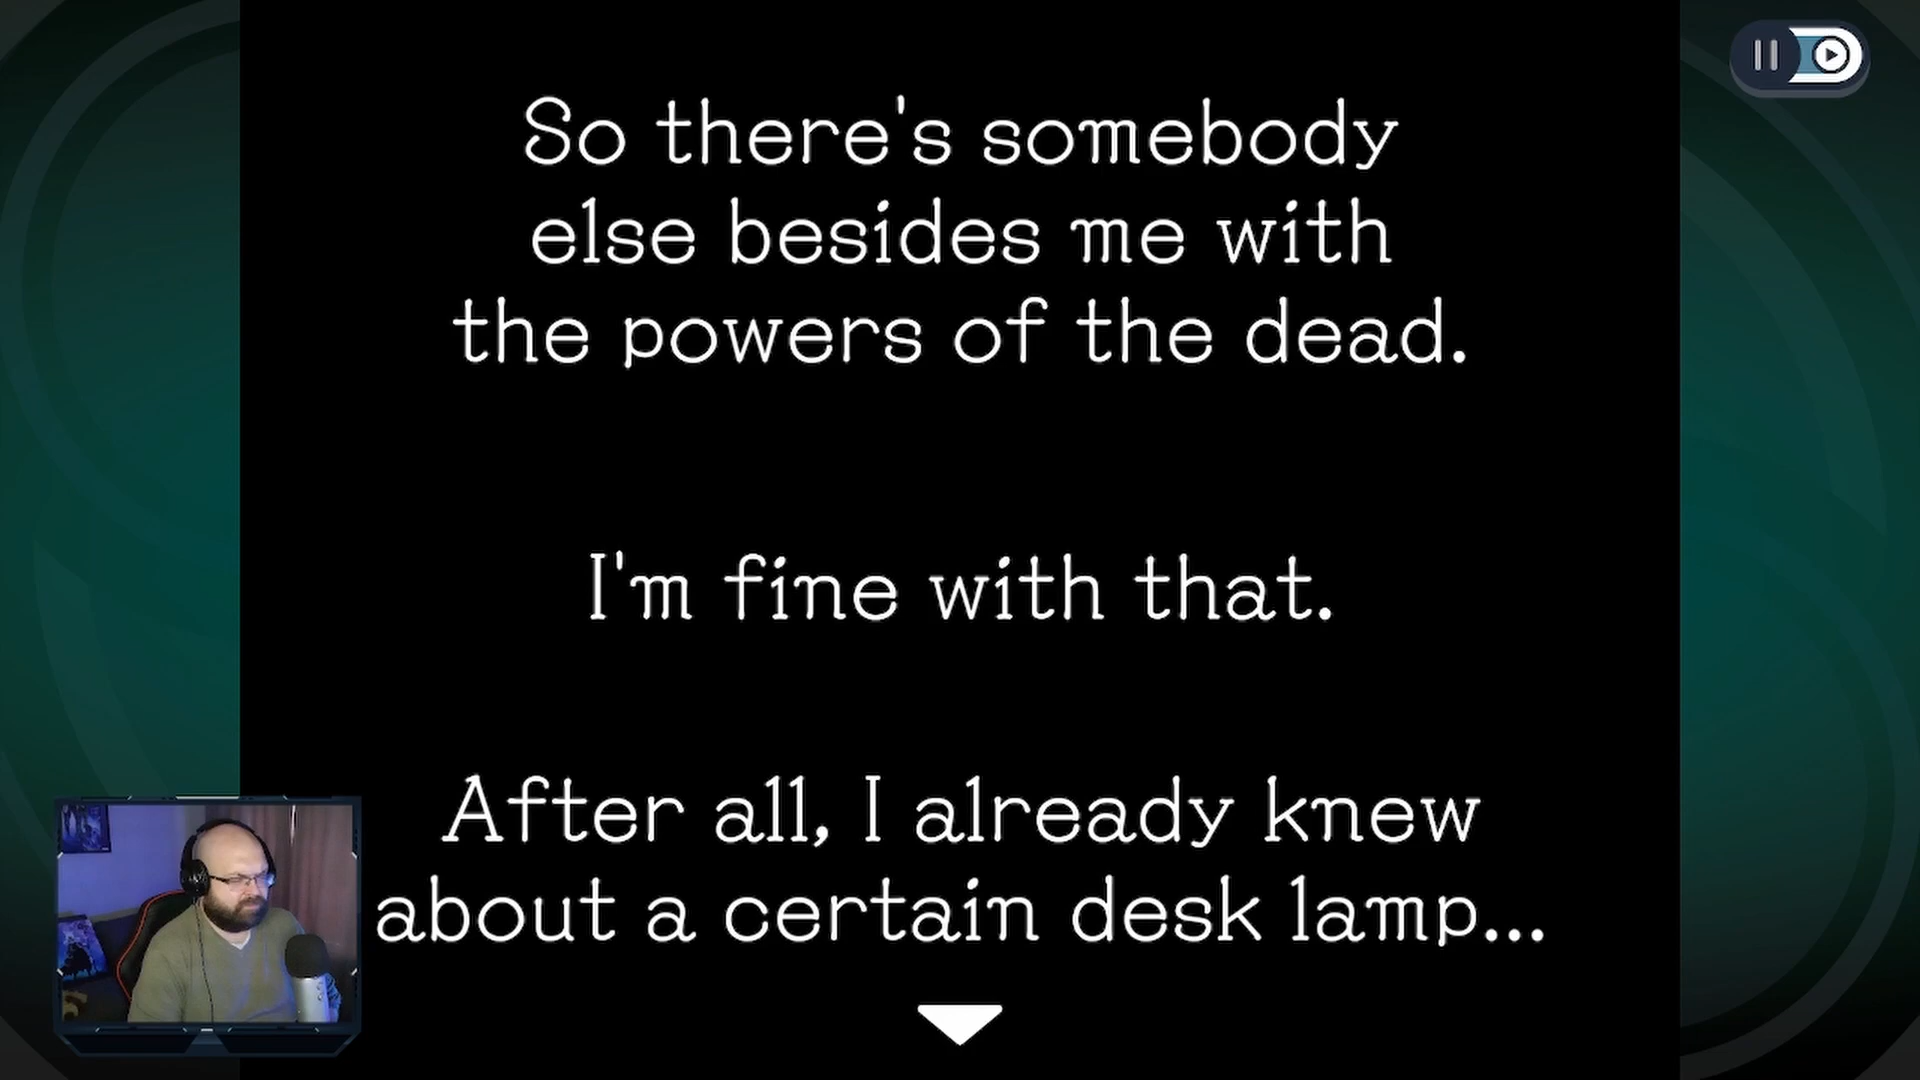 So there's somebody
else besides me with
the powers of the dead.
I'm fine with that.
After all, I already knew
about a certain desk lamp...